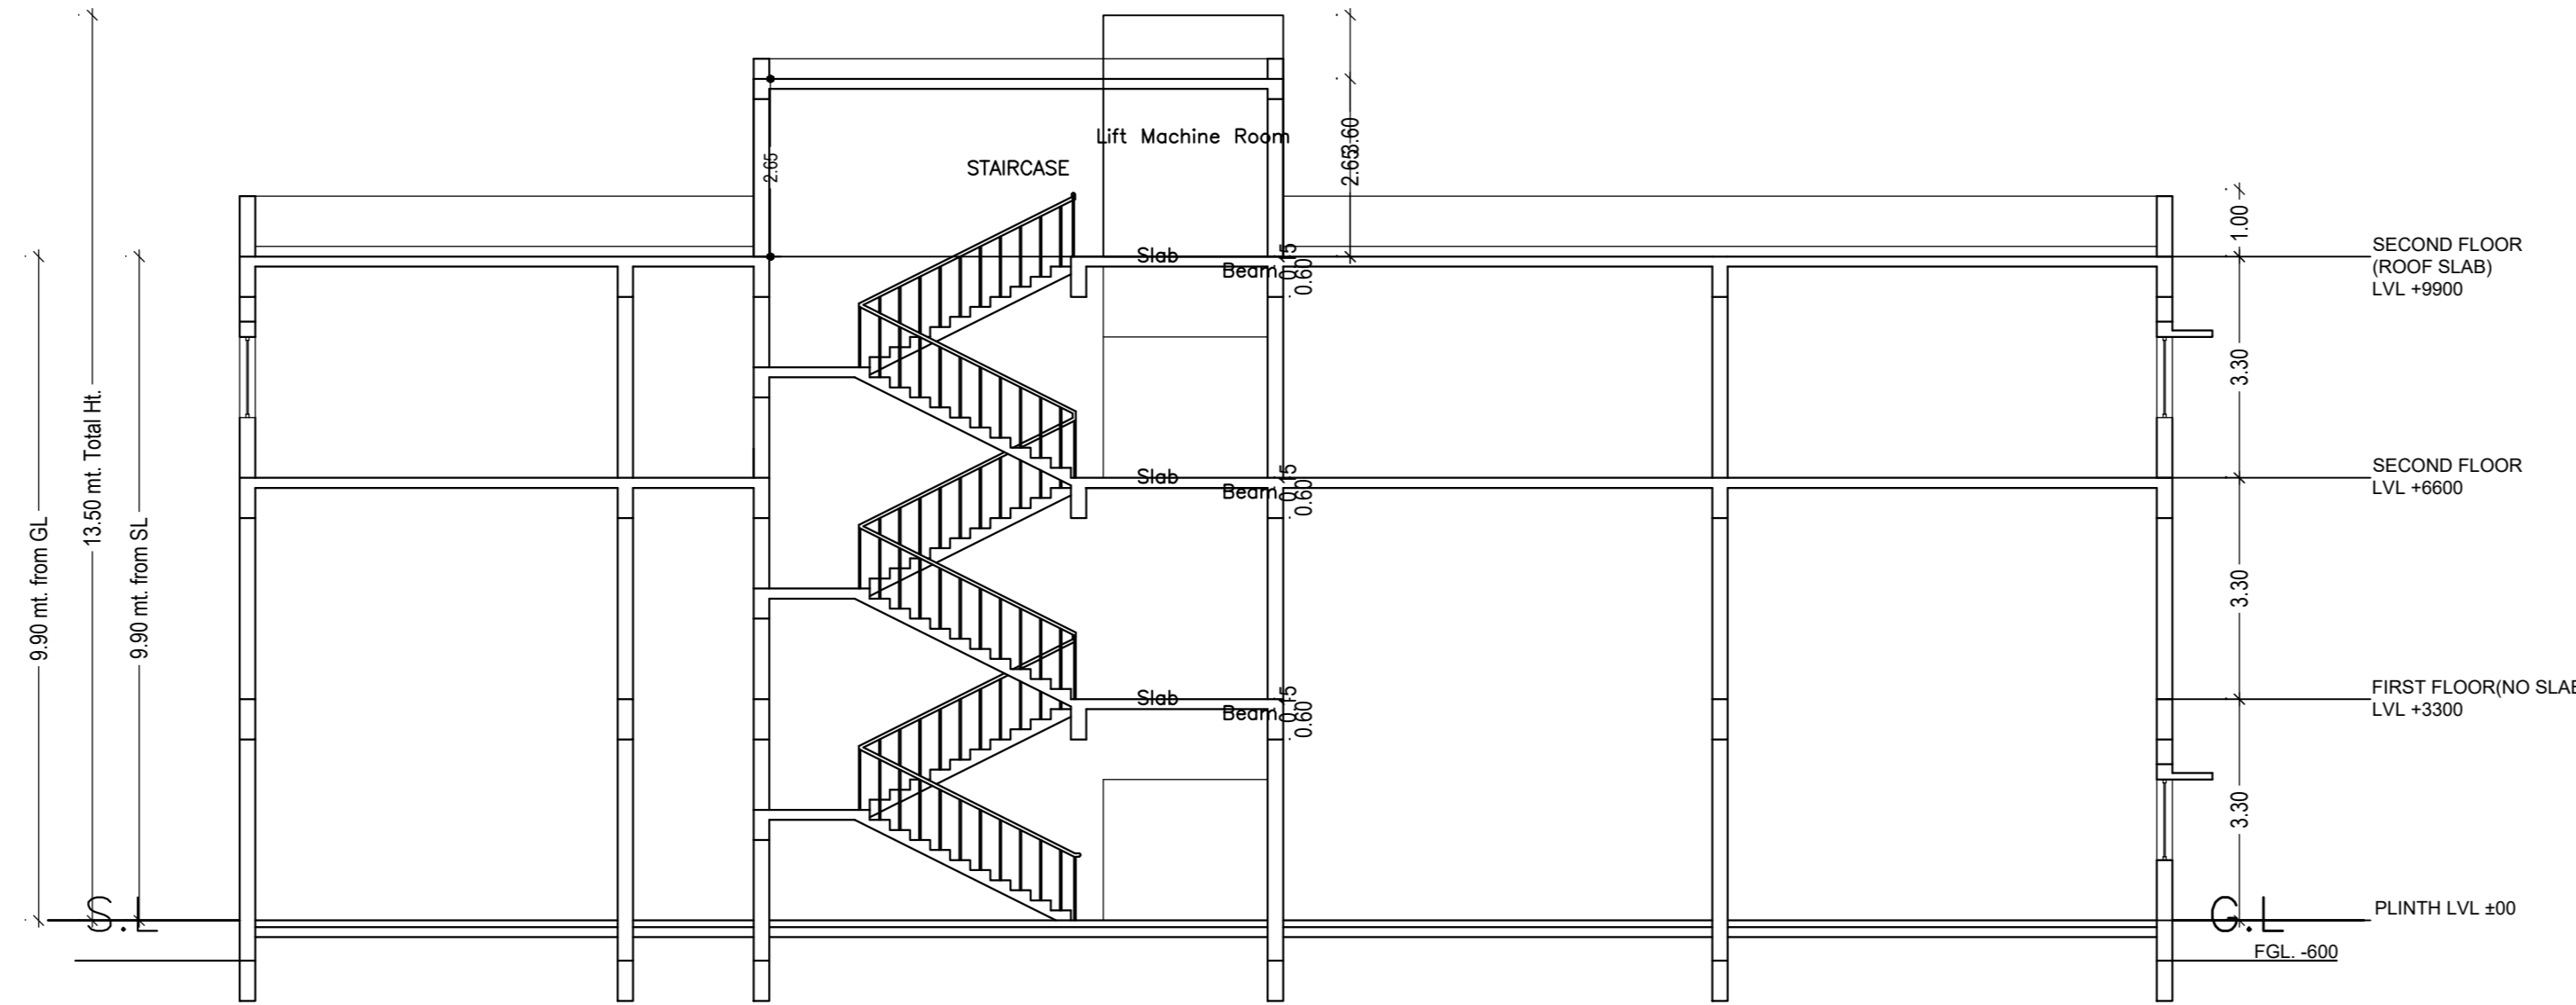 Lift Machine Room
STAIRCASE
2.65
3.60
2.65
1.00
Slab
0.15
Beam
0.60
SECOND FLOOR
(ROOF SLAB)
LVL +9900
3.30
13.50 mt. Total Ht.
Slab
0.15
Beam
0.60
SECOND FLOOR
LVL +6600
9.90 mt. from GL
9.90 mt. from SL
3.30
Slab
0.15
Beam
0.60
FIRST FLOOR(NO SLAB
LVL +3300
3.30
S.L
G.L
PLINTH LVL ±00
FGL. -600